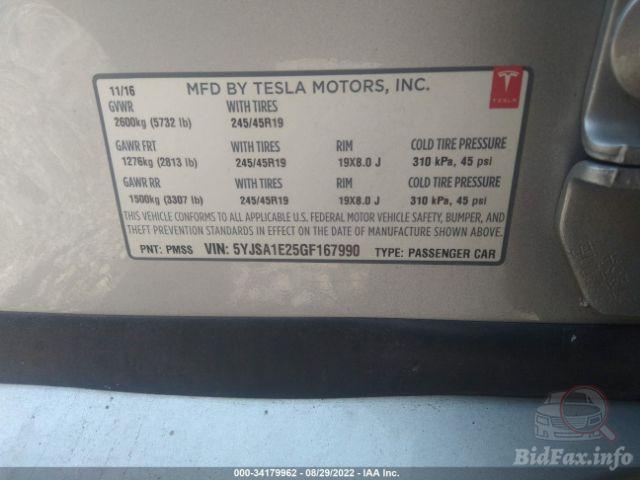 11/16 MFD BY TESLA MOTORS, INC.
GVWR WITH TIRES
2600kg (5732 lb) 245/45R19
TESLA
GAWR FRT WITH TIRES RIM COLD TIRE PRESSURE
1276kg (2813 lb) 245/45R19 19X8.0 J 310 kPa, 45 psi
GAWR RR WITH TIRES RIM COLD TIRE PRESSURE
1500kg (3307 lb) 245/45R19 19X8.0 J 310 kPa, 45 psi
THIS VEHICLE CONFORMS TO ALL APPLICABLE U.S. FEDERAL MOTOR VEHICLE SAFETY, BUMPER, AND
THEFT PREVENTION STANDARDS IN EFFECT ON THE DATE OF MANUFACTURE SHOWN ABOVE.
PNT: PMSS VIN: 5YJSA1E25GF167990 TYPE: PASSENGER CAR
BidFax.info
000-34179962 - 08/29/2022 - IAA Inc.